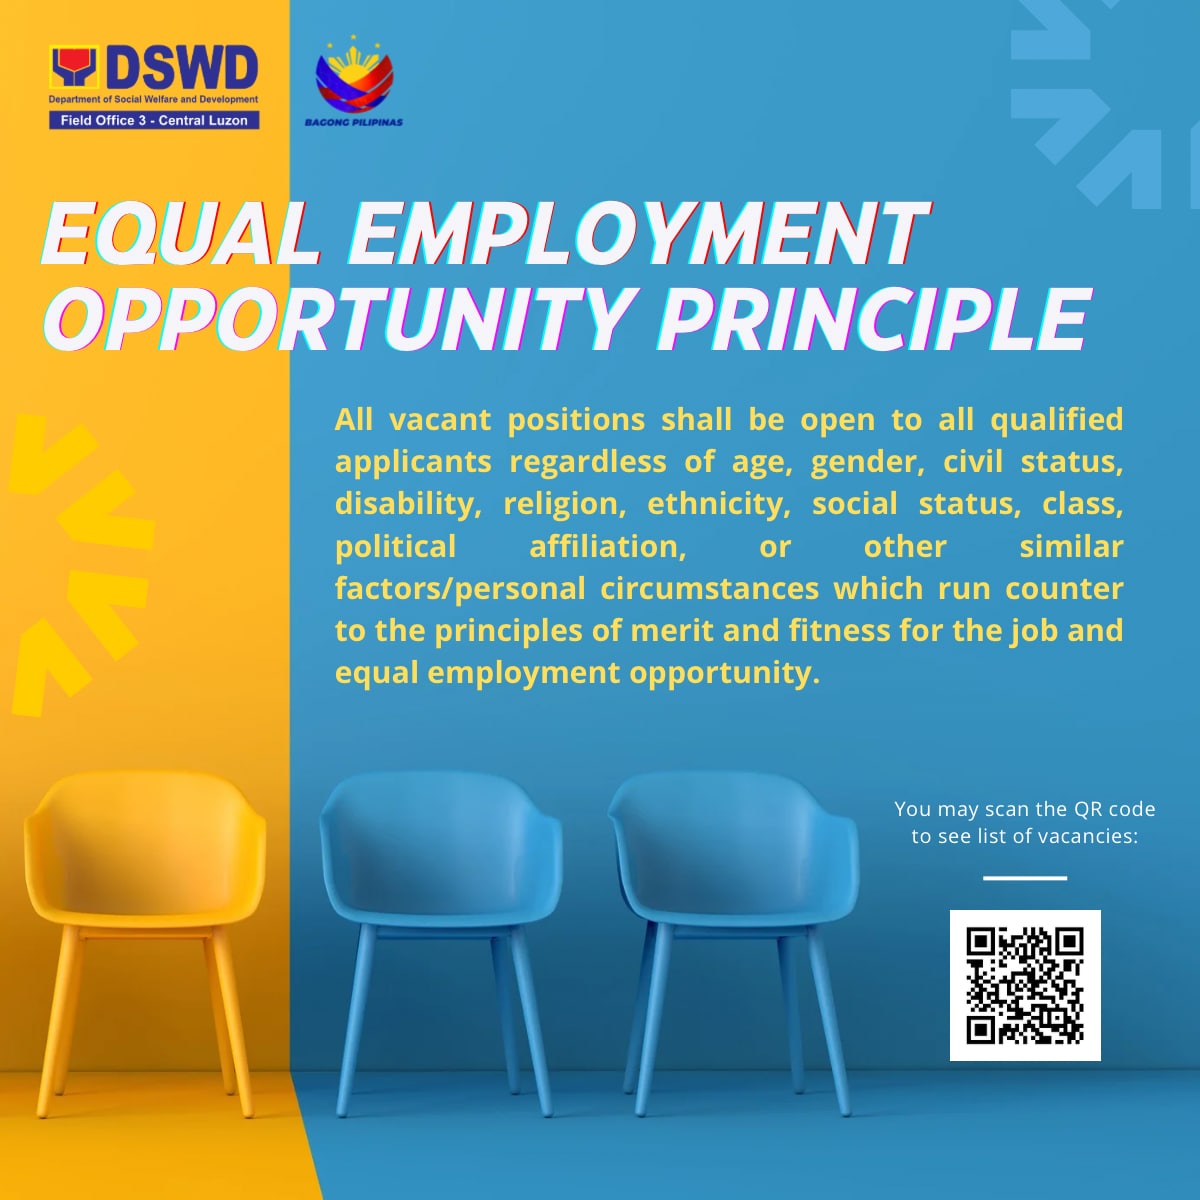 DSWD
Department of Social Welfare and Development
Field Office 3 - Central Luzon
BAGONG PILIPINAS
EQUAL EMPLOYMENT
OPPORTUNITY PRINCIPLE
All vacant positions shall be open to all qualified
applicants regardless of age, gender, civil status,
disability, religion, ethnicity, social status, class,
political affiliation, or other similar
factors/personal circumstances which run counter
to the principles of merit and fitness for the job and
equal employment opportunity.
You may scan the QR code
to see list of vacancies: